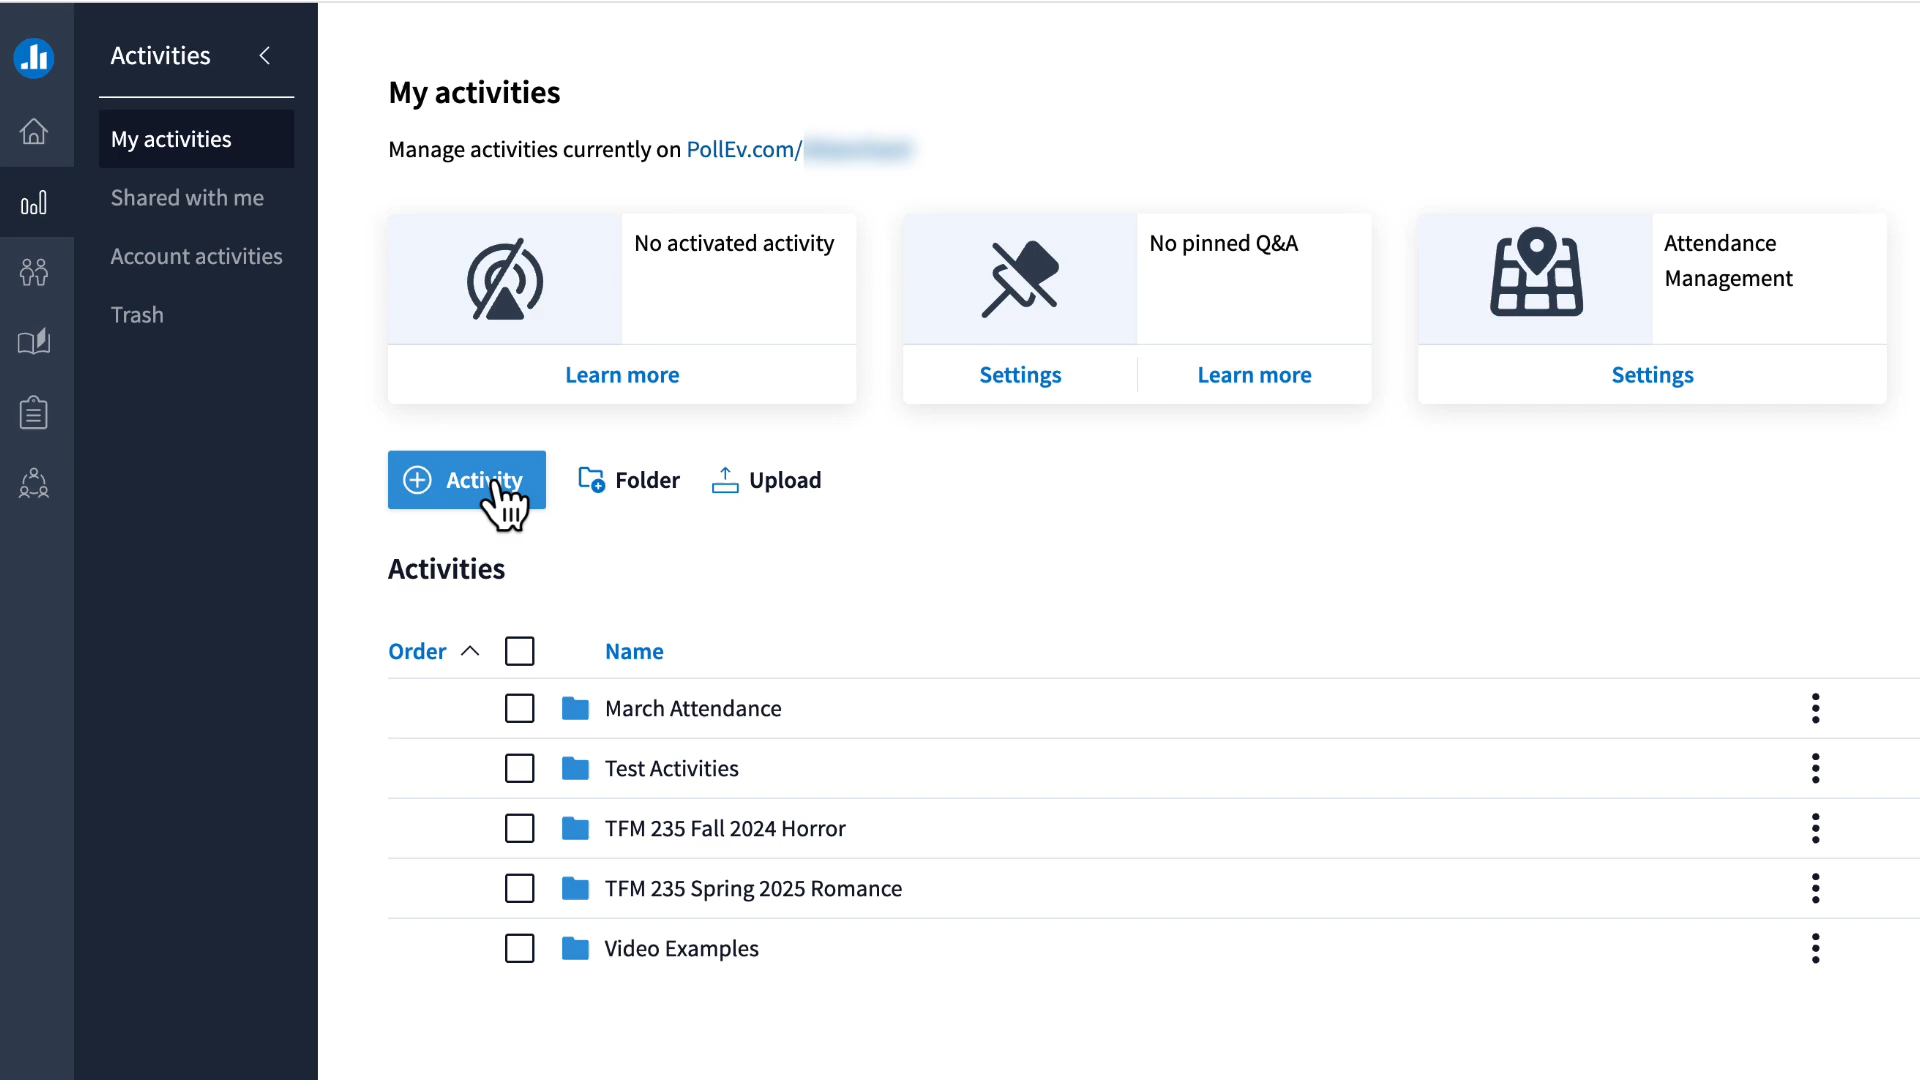 Activities
My activities
Shared with me
Account activities
Trash
My activities
Manage activities currently on PollEv.com/
No activated activity
Learn more
No pinned Q&A
Settings
Learn more
Attendance
Management
Settings
Activity
Folder
Upload
Activities
Order
Name
March Attendance
Test Activities
TFM 235 Fall 2024 Horror
TFM 235 Spring 2025 Romance
Video Examples